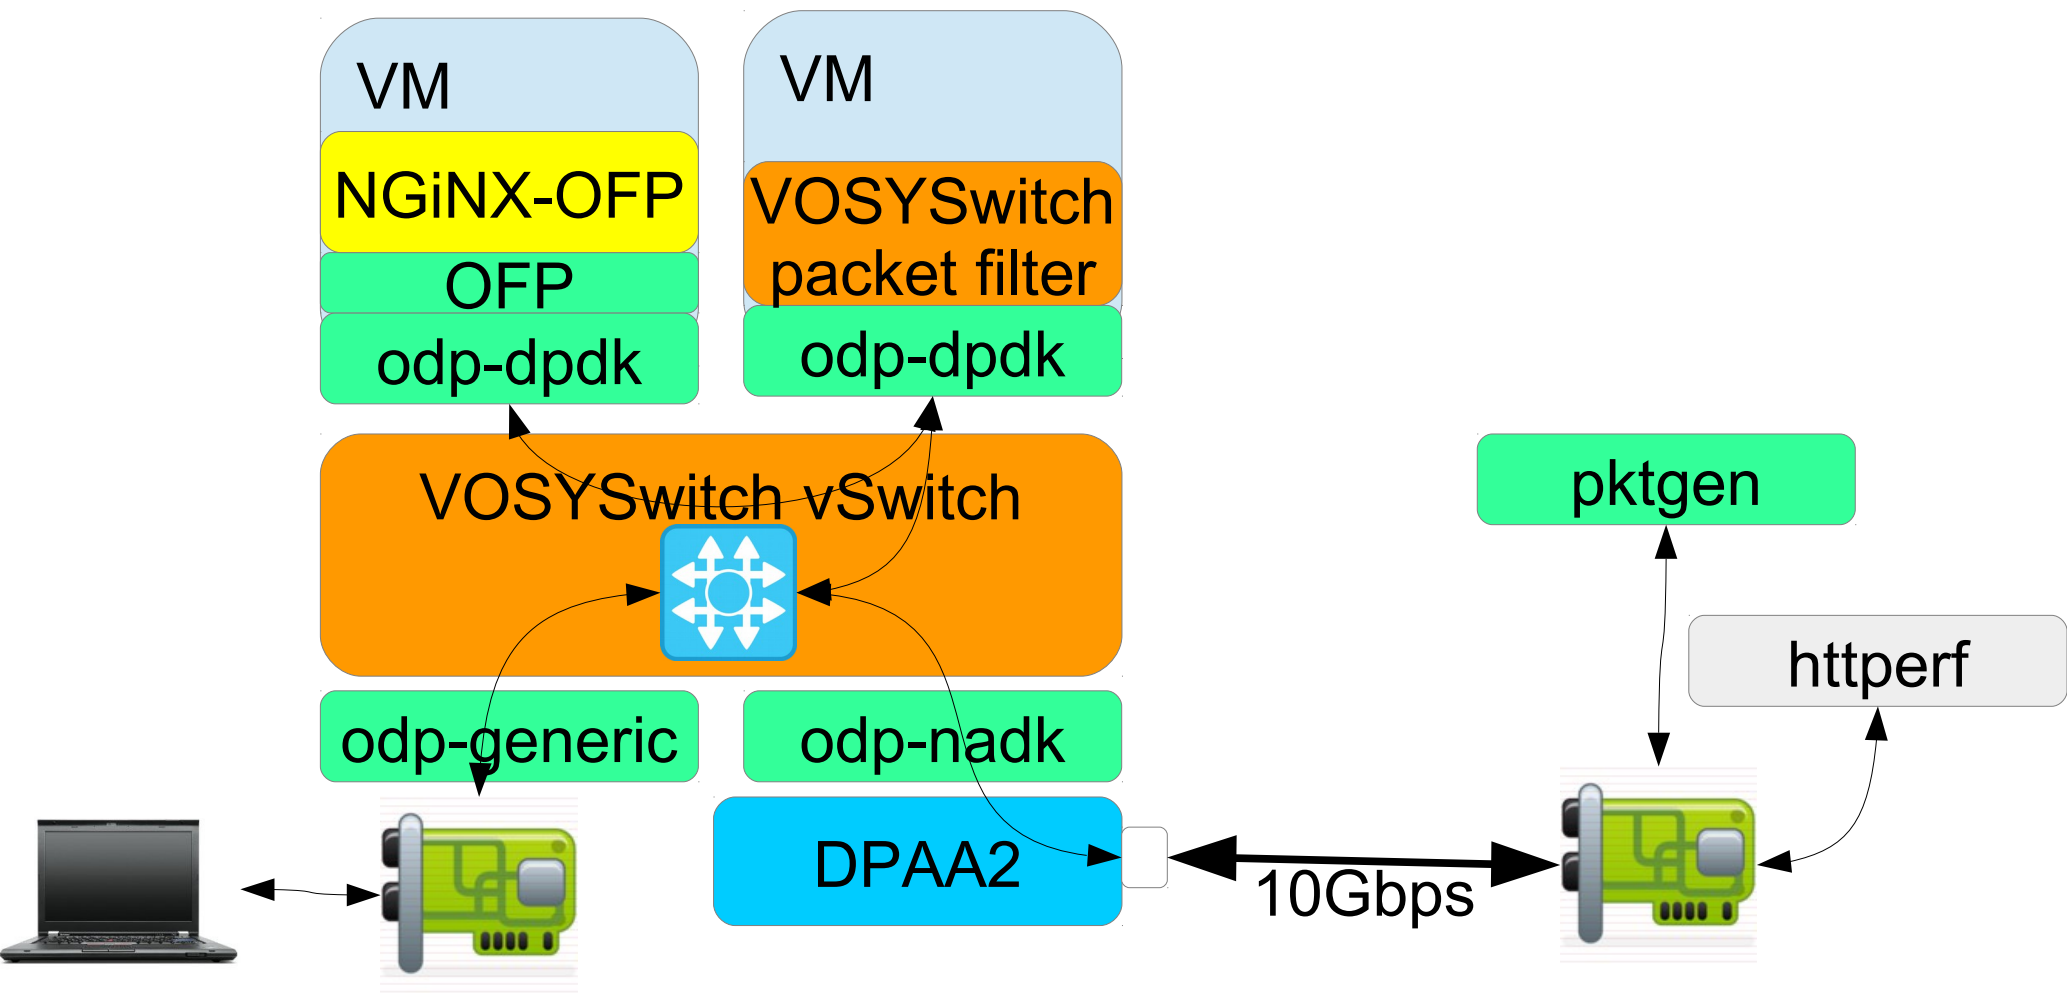 VM
NGiNX-OFP
OFP
odp-dpdk
VM
VOSYSwitch
packet filter
odp-dpdk
VOSYSwitch vSwitch
odp-generic
odp-nadk
DPAA2
10Gbps
pktgen
httperf